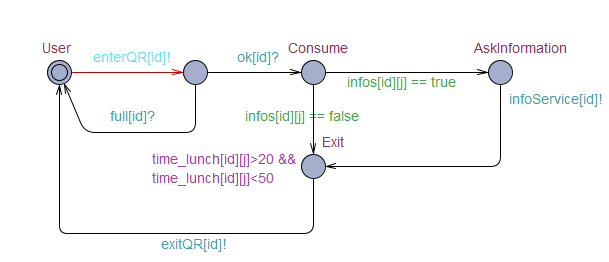 User
Consume
AskInformation
enterQR[id]!
ok[id]?
infos[id][j] == true
infoService[id]!
full[id]?
infos[id][j] == false
Exit
time_lunch[id][j]>20 &&
time_lunch[id][j]<50
exitQR[id]!